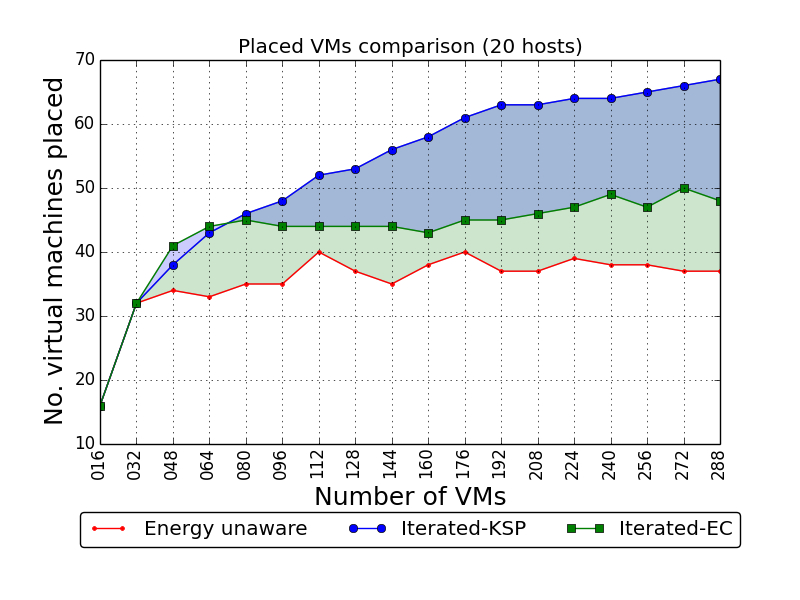 Placed VMs comparison (20 hosts)
No. virtual machines placed
70
60
50
40
30
20
10
016 032 048 064 080 096 112 128 144 160 176 192 208 224 240 256 272 288
Number of VMs
Energy unaware Iterated-KSP Iterated-EC